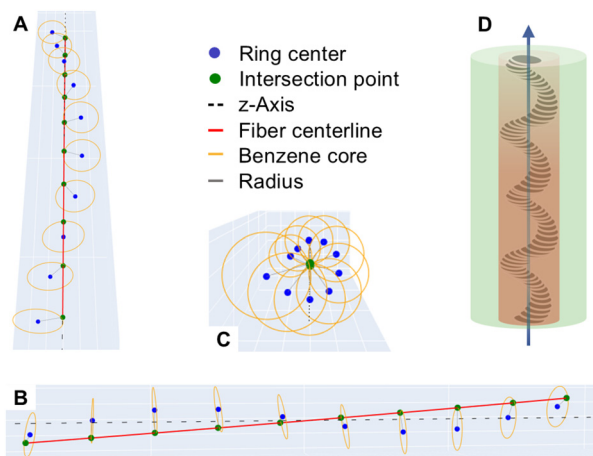 A
D
Ring center
Intersection point
z-Axis
Fiber centerline
Benzene core
Radius
C
B